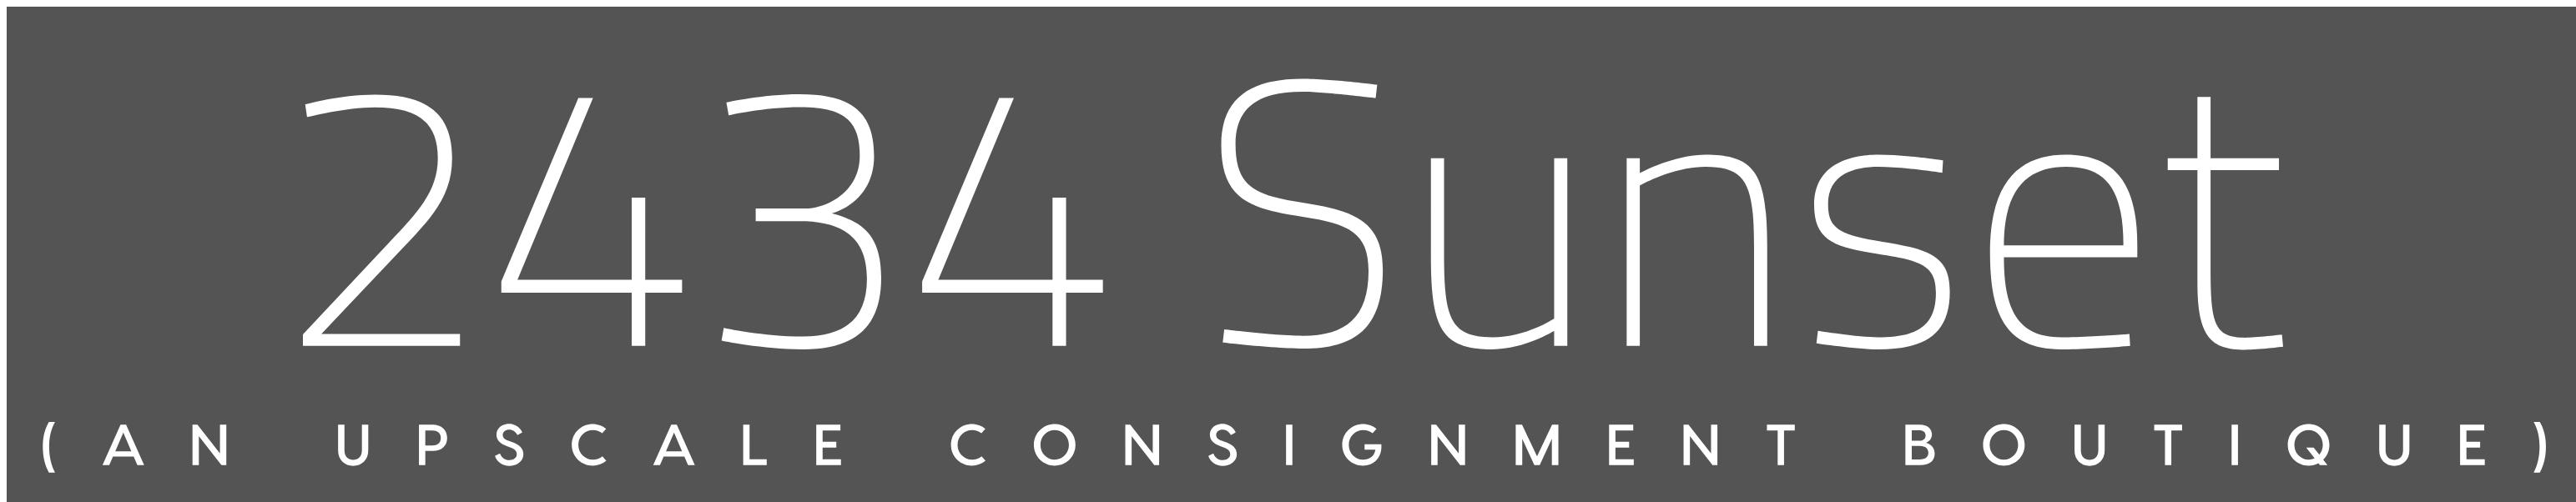 2434 Sunset
(AN UPSCALE CONSIGNMENT BOUTIQUE)